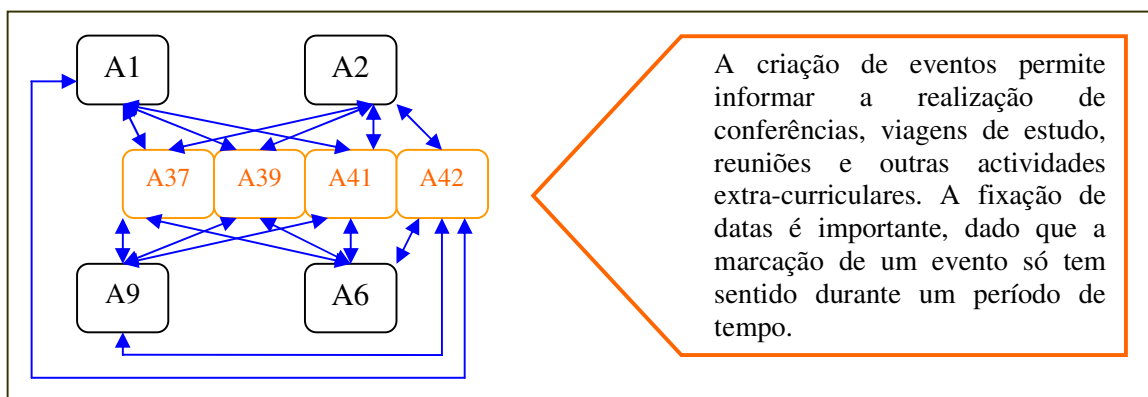 A1
A2
A37
A39
A41
A42
A9
A6
A criação de eventos permite
informar a realização de
conferências, viagens de estudo,
reuniões e outras actividades
extra-curriculares. A fixação de
datas é importante, dado que a
marcação de um evento só tem
sentido durante um período de
tempo.